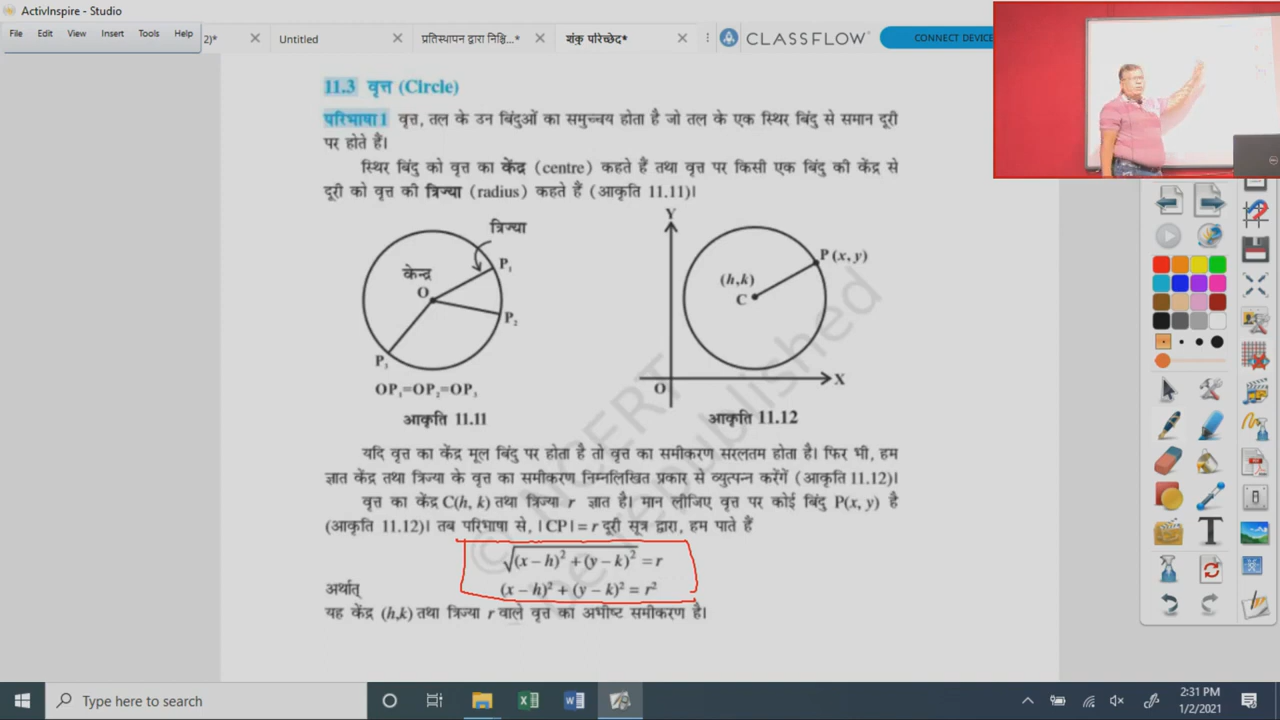 ActivInspire - Studio
File Edit View Insert Tools Help
2)*
Untitled
प्रतिस्थापन द्वारा निश्चि...*
शंकु परिच्छेद*
CLASSFLOW
CONNECT DEVICE
11.3 वृत्त (Circle)
परिभाषा 1 वृत्त, तल के उन बिंदुओं का समुच्चय होता है जो तल के एक स्थिर बिंदु से समान दूरी
पर होते हैं।
स्थिर बिंदु को वृत्त का केंद्र (centre) कहते हैं तथा वृत्त पर किसी एक बिंदु की केंद्र से
दूरी को वृत्त की त्रिज्या (radius) कहते हैं (आकृति 11.11)।
त्रिज्या
केन्द्र
O
P₁
P₂
P₃
OP₁=OP₂=OP₃
आकृति 11.11
Y
P (x, y)
(h,k)
C
O
X
आकृति 11.12
यदि वृत्त का केंद्र मूल बिंदु पर होता है तो वृत्त का समीकरण सरलतम होता है। फिर भी, हम
ज्ञात केंद्र तथा त्रिज्या के वृत्त का समीकरण निम्नलिखित प्रकार से व्युत्पन्न करेंगें (आकृति 11.12)।
वृत्त का केंद्र C(h, k) तथा त्रिज्या r ज्ञात है। मान लीजिए वृत्त पर कोई बिंदु P(x, y) है
(आकृति 11.12)। तब परिभाषा से, |CP| = r दूरी सूत्र द्वारा, हम पाते हैं
√(x – h)² + (y – k)² = r
अर्थात् (x – h)² + (y – k)² = r²
यह केंद्र (h,k) तथा त्रिज्या r वाले वृत्त का अभीष्ट समीकरण है।
© NCERT
be republished
Type here to search
2:31 PM
1/2/2021